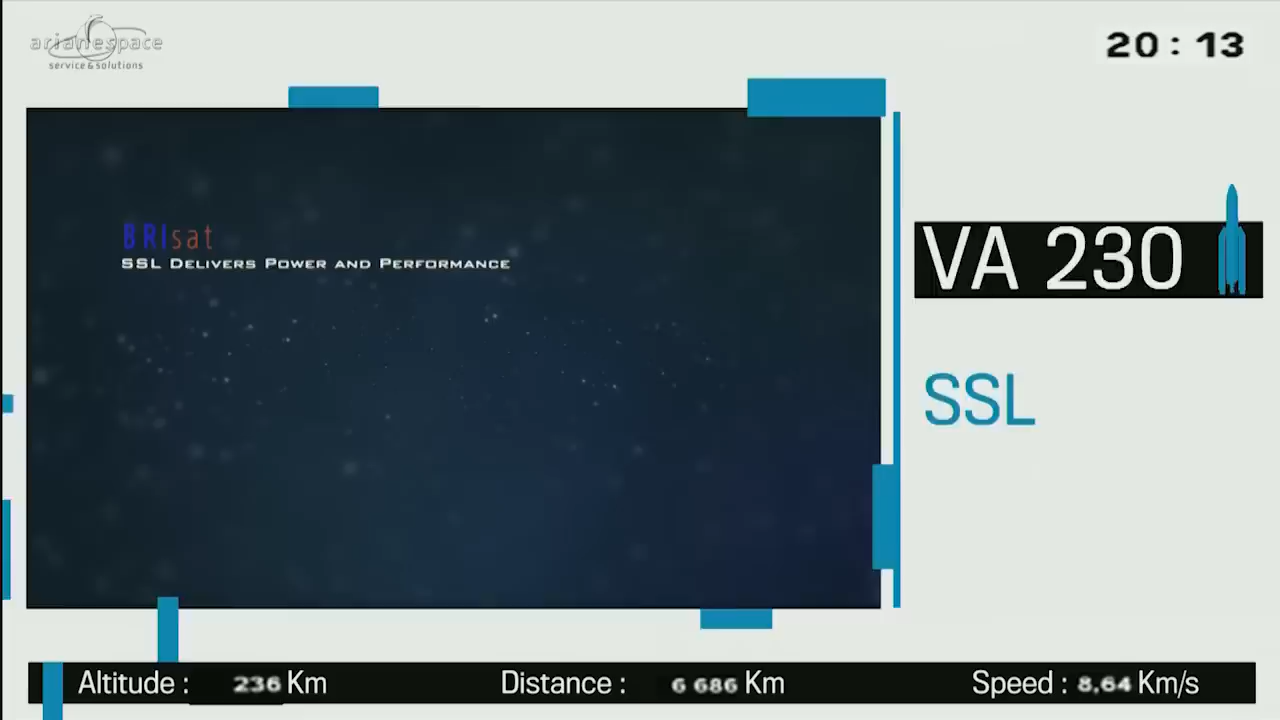 arianespace
service & solutions
20 : 13
BRIsat
SSL Delivers Power and Performance
VA 230
SSL
Altitude : 236 Km
Distance : 6 686 Km
Speed : 8,64 Km/s